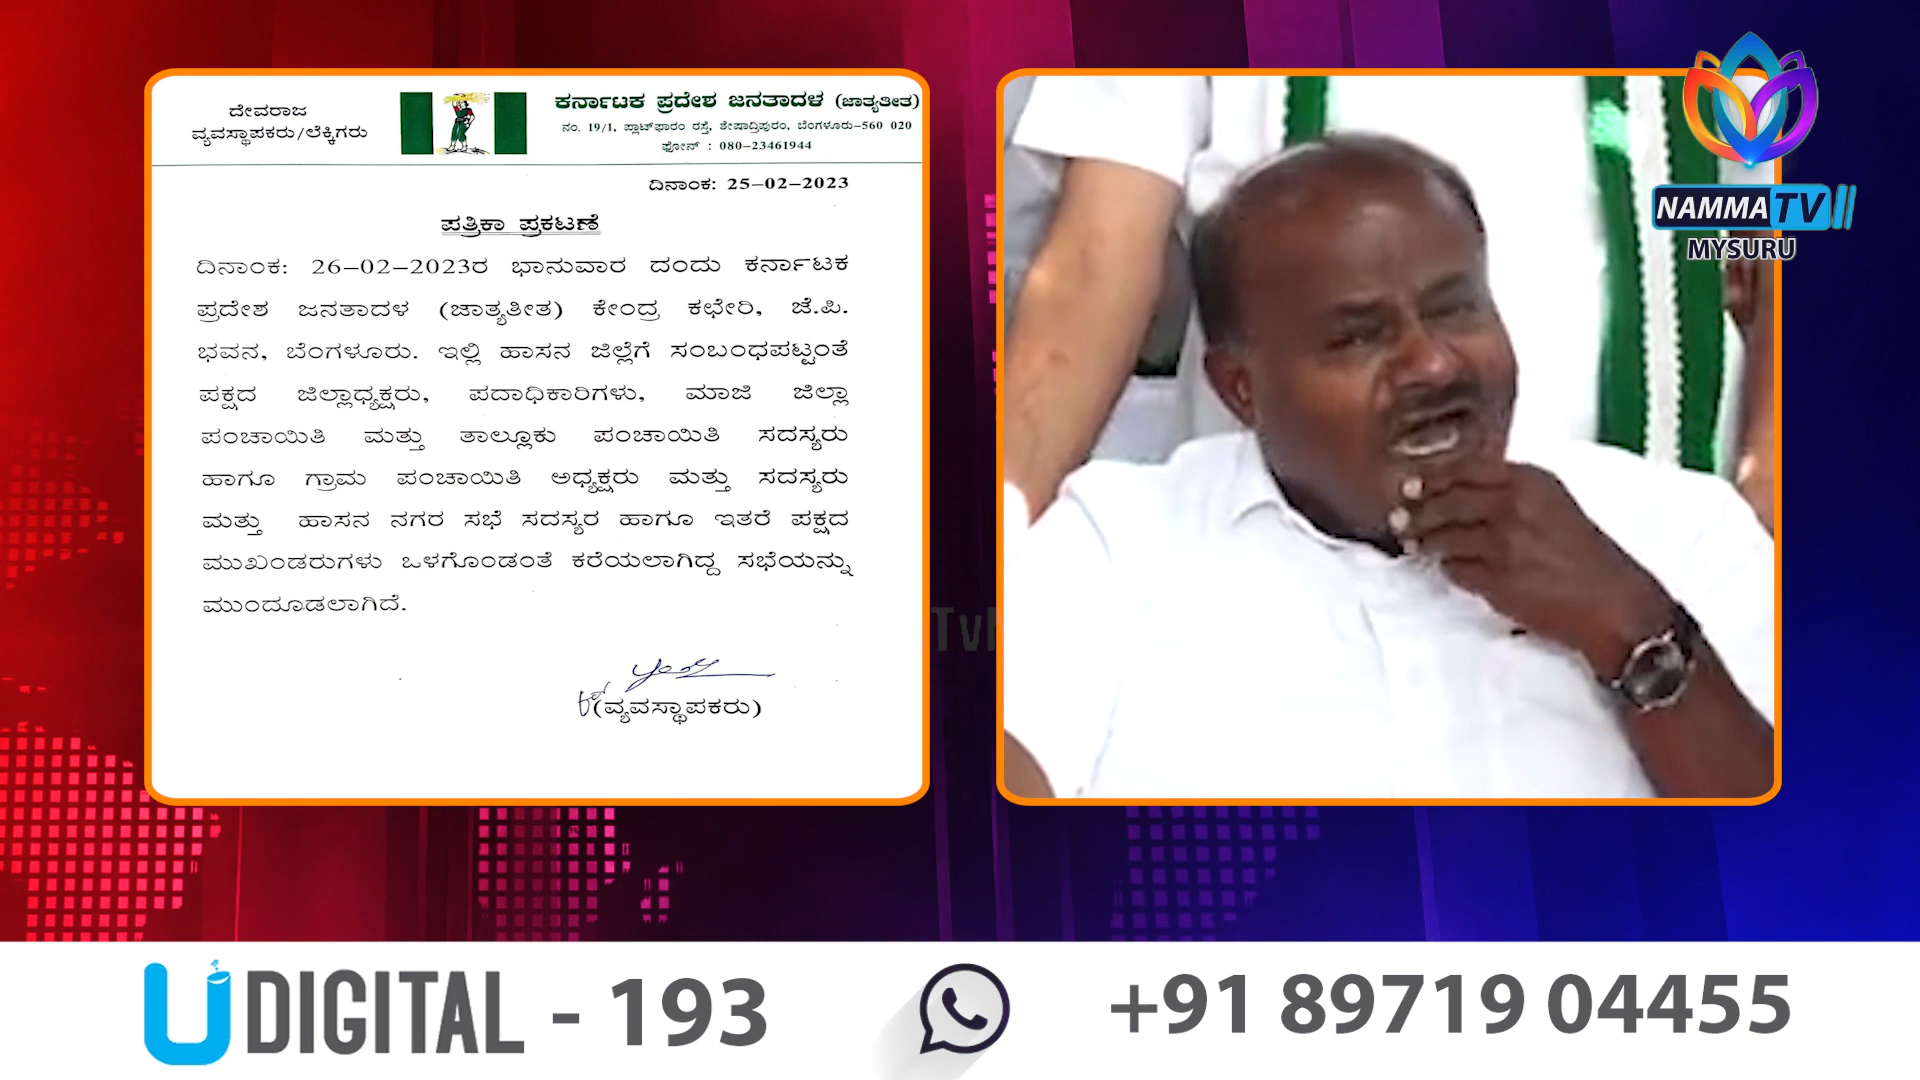 ದೇವರಾಜ
ವ್ಯವಸ್ಥಾಪಕರು/ಲೆಕ್ಕಿಗರು
ಕರ್ನಾಟಕ ಪ್ರದೇಶ ಜನತಾದಳ (ಜಾತ್ಯತೀತ)
ನಂ. 19/1, ಪ್ಲಾಟ್‌ಫಾರಂ ರಸ್ತೆ, ಶೇಷಾದ್ರಿಪುರಂ, ಬೆಂಗಳೂರು-560 020
ಫೋನ್ : 080-23461944
ದಿನಾಂಕ: 25-02-2023
ಪತ್ರಿಕಾ ಪ್ರಕಟಣೆ
ದಿನಾಂಕ: 26-02-2023ರ ಭಾನುವಾರ ದಂದು ಕರ್ನಾಟಕ
ಪ್ರದೇಶ ಜನತಾದಳ (ಜಾತ್ಯತೀತ) ಕೇಂದ್ರ ಕಛೇರಿ, ಜೆ.ಪಿ.
ಭವನ, ಬೆಂಗಳೂರು. ಇಲ್ಲಿ ಹಾಸನ ಜಿಲ್ಲೆಗೆ ಸಂಬಂಧಪಟ್ಟಂತೆ
ಪಕ್ಷದ ಜಿಲ್ಲಾಧ್ಯಕ್ಷರು, ಪದಾಧಿಕಾರಿಗಳು, ಮಾಜಿ ಜಿಲ್ಲಾ
ಪಂಚಾಯಿತಿ ಮತ್ತು ತಾಲ್ಲೂಕು ಪಂಚಾಯಿತಿ ಸದಸ್ಯರು
ಹಾಗೂ ಗ್ರಾಮ ಪಂಚಾಯಿತಿ ಅಧ್ಯಕ್ಷರು ಮತ್ತು ಸದಸ್ಯರು
ಮತ್ತು ಹಾಸನ ನಗರ ಸಭೆ ಸದಸ್ಯರ ಹಾಗೂ ಇತರೆ ಪಕ್ಷದ
ಮುಖಂಡರುಗಳು ಒಳಗೊಂಡಂತೆ ಕರೆಯಲಾಗಿದ್ದ ಸಭೆಯನ್ನು
ಮುಂದೂಡಲಾಗಿದೆ.
(ವ್ಯವಸ್ಥಾಪಕರು)
NAMMA TV
MYSURU
U DIGITAL - 193
+91 89719 04455